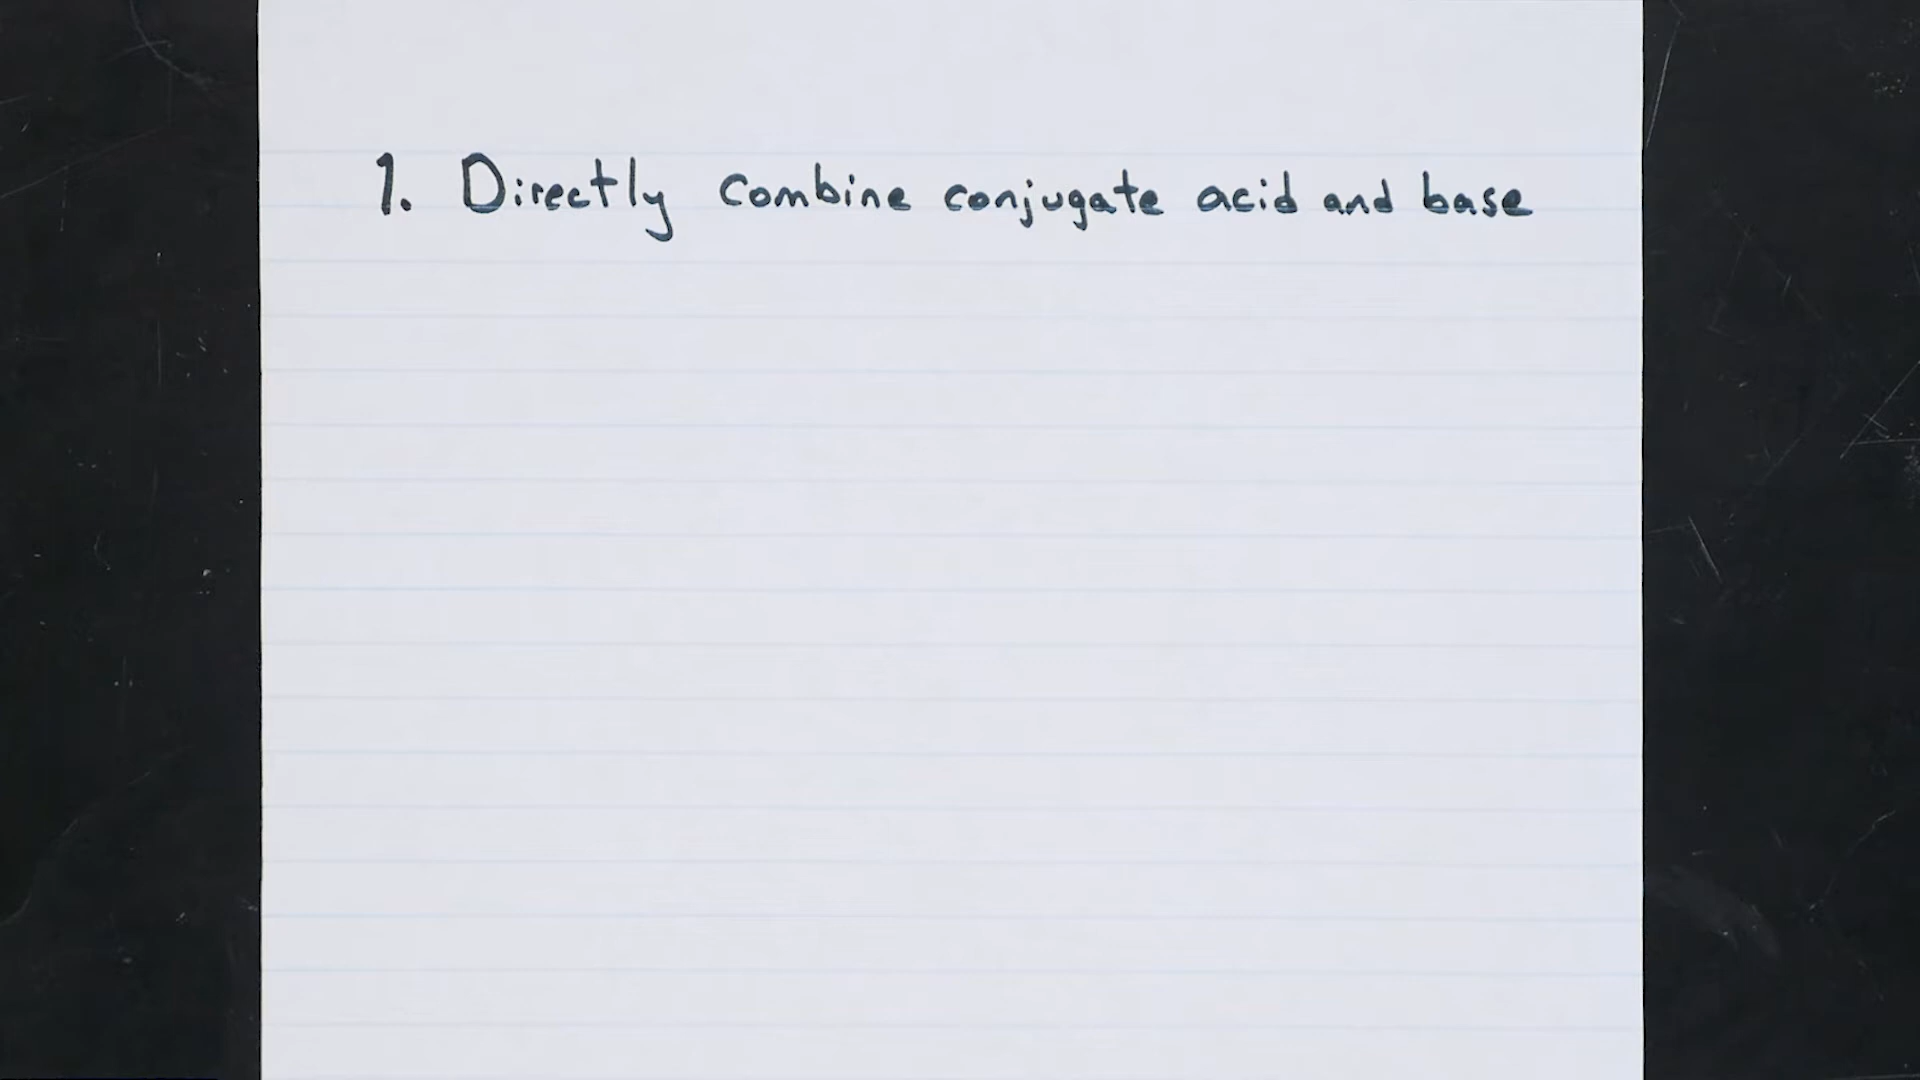 1. Directly combine conjugate acid and base